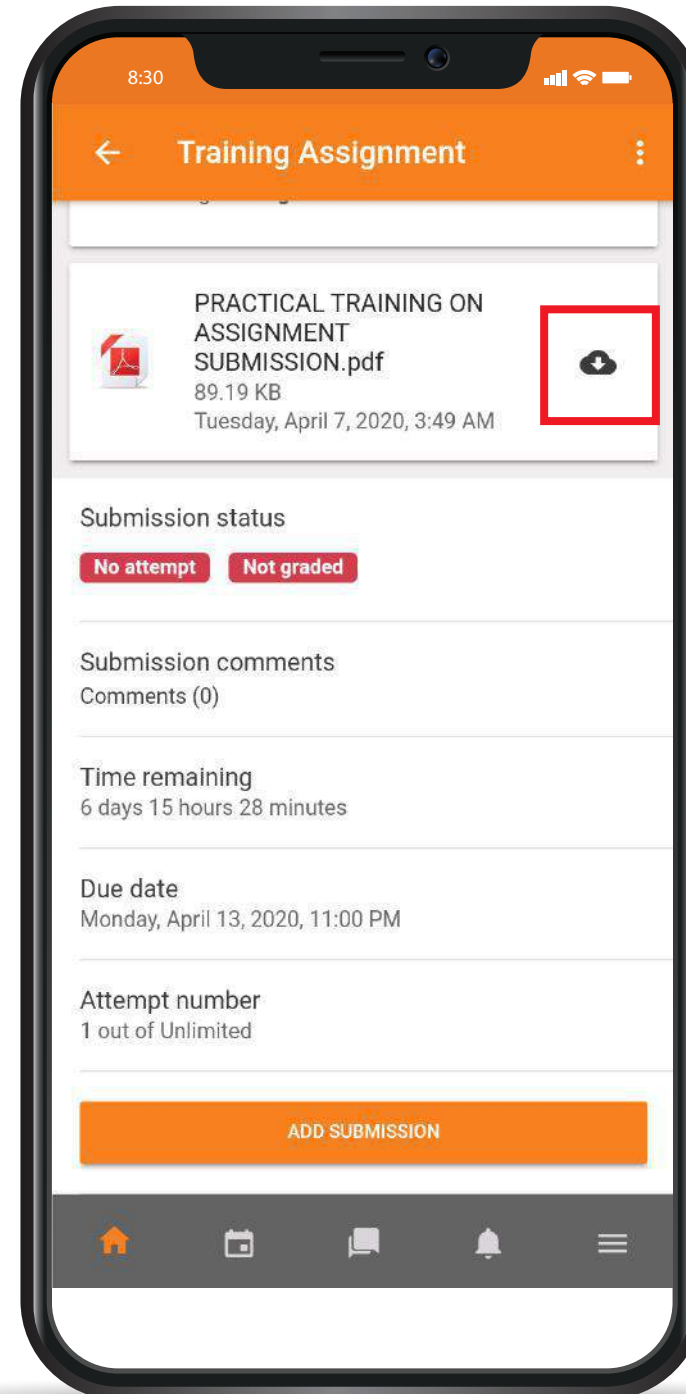 8:30
Training Assignment
PRACTICAL TRAINING ON
ASSIGNMENT
SUBMISSION.pdf
89.19 KB
Tuesday, April 7, 2020, 3:49 AM
Submission status
No attempt Not graded
Submission comments
Comments (0)
Time remaining
6 days 15 hours 28 minutes
Due date
Monday, April 13, 2020, 11:00 PM
Attempt number
1 out of Unlimited
ADD SUBMISSION